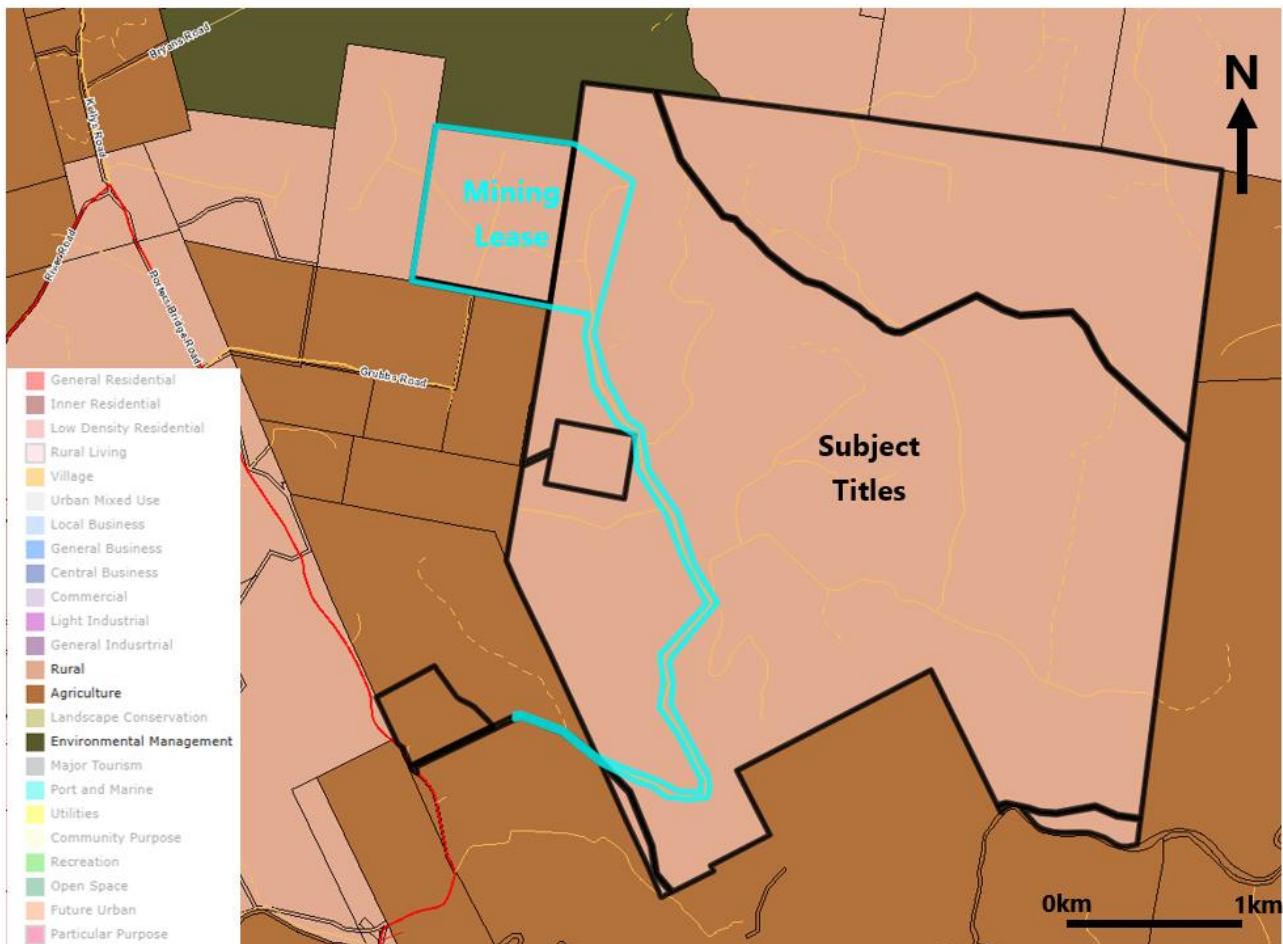 Bryans Road
N
Kellys Road
Mining
Lease
River Road
Porters Bridge Road
Grubbs Road
Subject
Titles
General Residential
Inner Residential
Low Density Residential
Rural Living
Village
Urban Mixed Use
Local Business
General Business
Central Business
Commercial
Light Industrial
General Indusrtrial
Rural
Agriculture
Landscape Conservation
Environmental Management
Major Tourism
Port and Marine
Utilities
Community Purpose
Recreation
Open Space
Future Urban
Particular Purpose
0km 1km